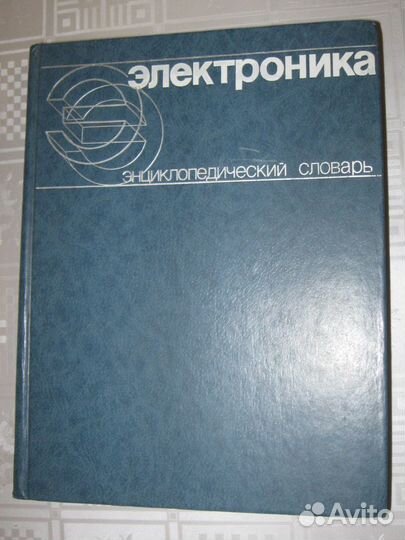 электроника
энциклопедический словарь
Avito